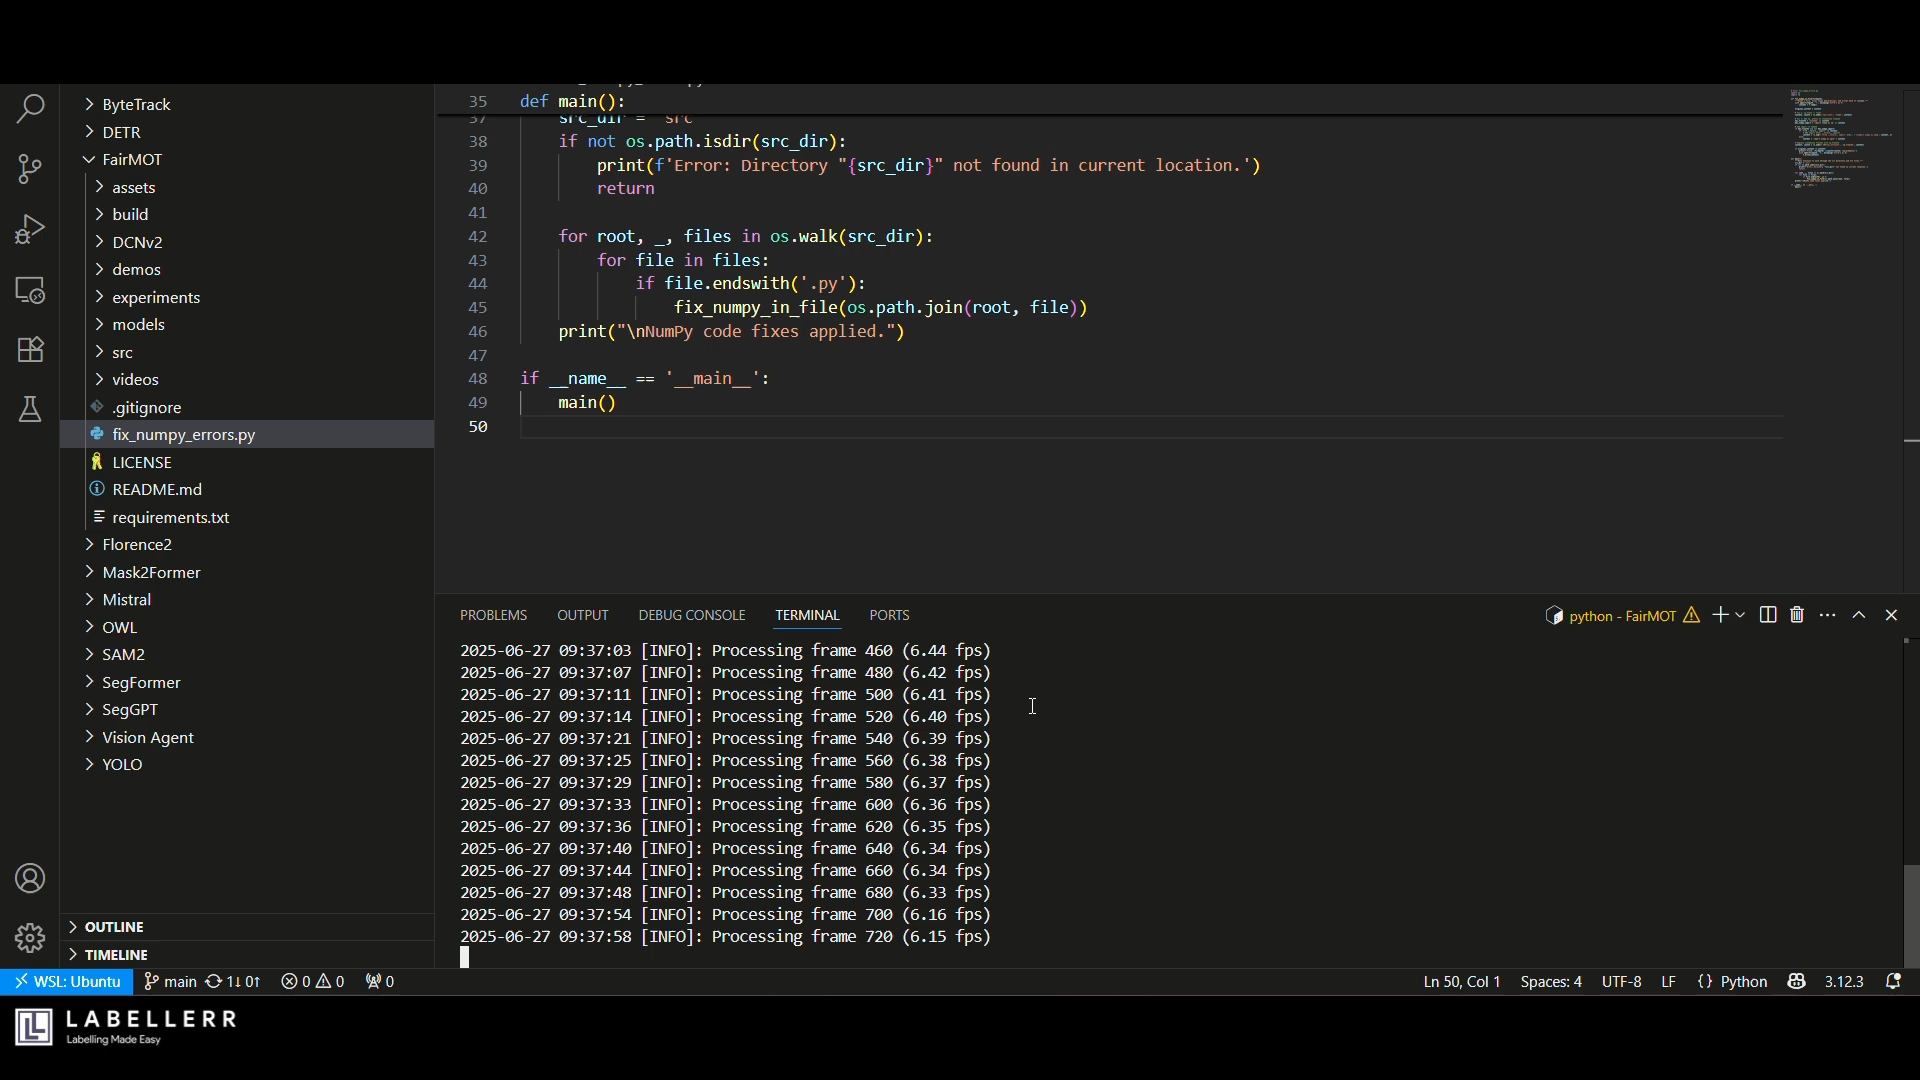 ByteTrack
DETR
FairMOT
assets
build
DCNv2
demos
experiments
models
src
videos
.gitignore
fix_numpy_errors.py
LICENSE
README.md
requirements.txt
Florence2
Mask2Former
Mistral
OWL
SAM2
SegFormer
SegGPT
Vision Agent
YOLO
OUTLINE
TIMELINE
35 def main():
37 src_dir = "src"
38 if not os.path.isdir(src_dir):
39 print(f'Error: Directory "{src_dir}" not found in current location.')
40 return
41
42 for root, _, files in os.walk(src_dir):
43 for file in files:
44 if file.endswith('.py'):
45 fix_numpy_in_file(os.path.join(root, file))
46 print("\nNumPy code fixes applied.")
47
48 if __name__ == '__main__':
49 main()
50
PROBLEMS OUTPUT DEBUG CONSOLE TERMINAL PORTS python - FairMOT
2025-06-27 09:37:03 [INFO]: Processing frame 460 (6.44 fps)
2025-06-27 09:37:07 [INFO]: Processing frame 480 (6.42 fps)
2025-06-27 09:37:11 [INFO]: Processing frame 500 (6.41 fps)
2025-06-27 09:37:14 [INFO]: Processing frame 520 (6.40 fps)
2025-06-27 09:37:21 [INFO]: Processing frame 540 (6.39 fps)
2025-06-27 09:37:25 [INFO]: Processing frame 560 (6.38 fps)
2025-06-27 09:37:29 [INFO]: Processing frame 580 (6.37 fps)
2025-06-27 09:37:33 [INFO]: Processing frame 600 (6.36 fps)
2025-06-27 09:37:36 [INFO]: Processing frame 620 (6.35 fps)
2025-06-27 09:37:40 [INFO]: Processing frame 640 (6.34 fps)
2025-06-27 09:37:44 [INFO]: Processing frame 660 (6.34 fps)
2025-06-27 09:37:48 [INFO]: Processing frame 680 (6.33 fps)
2025-06-27 09:37:54 [INFO]: Processing frame 700 (6.16 fps)
2025-06-27 09:37:58 [INFO]: Processing frame 720 (6.15 fps)
WSL: Ubuntu main 1↓ 0↑ 0 0 0 Ln 50, Col 1 Spaces: 4 UTF-8 LF {} Python 3.12.3
LABELLERR
Labelling Made Easy